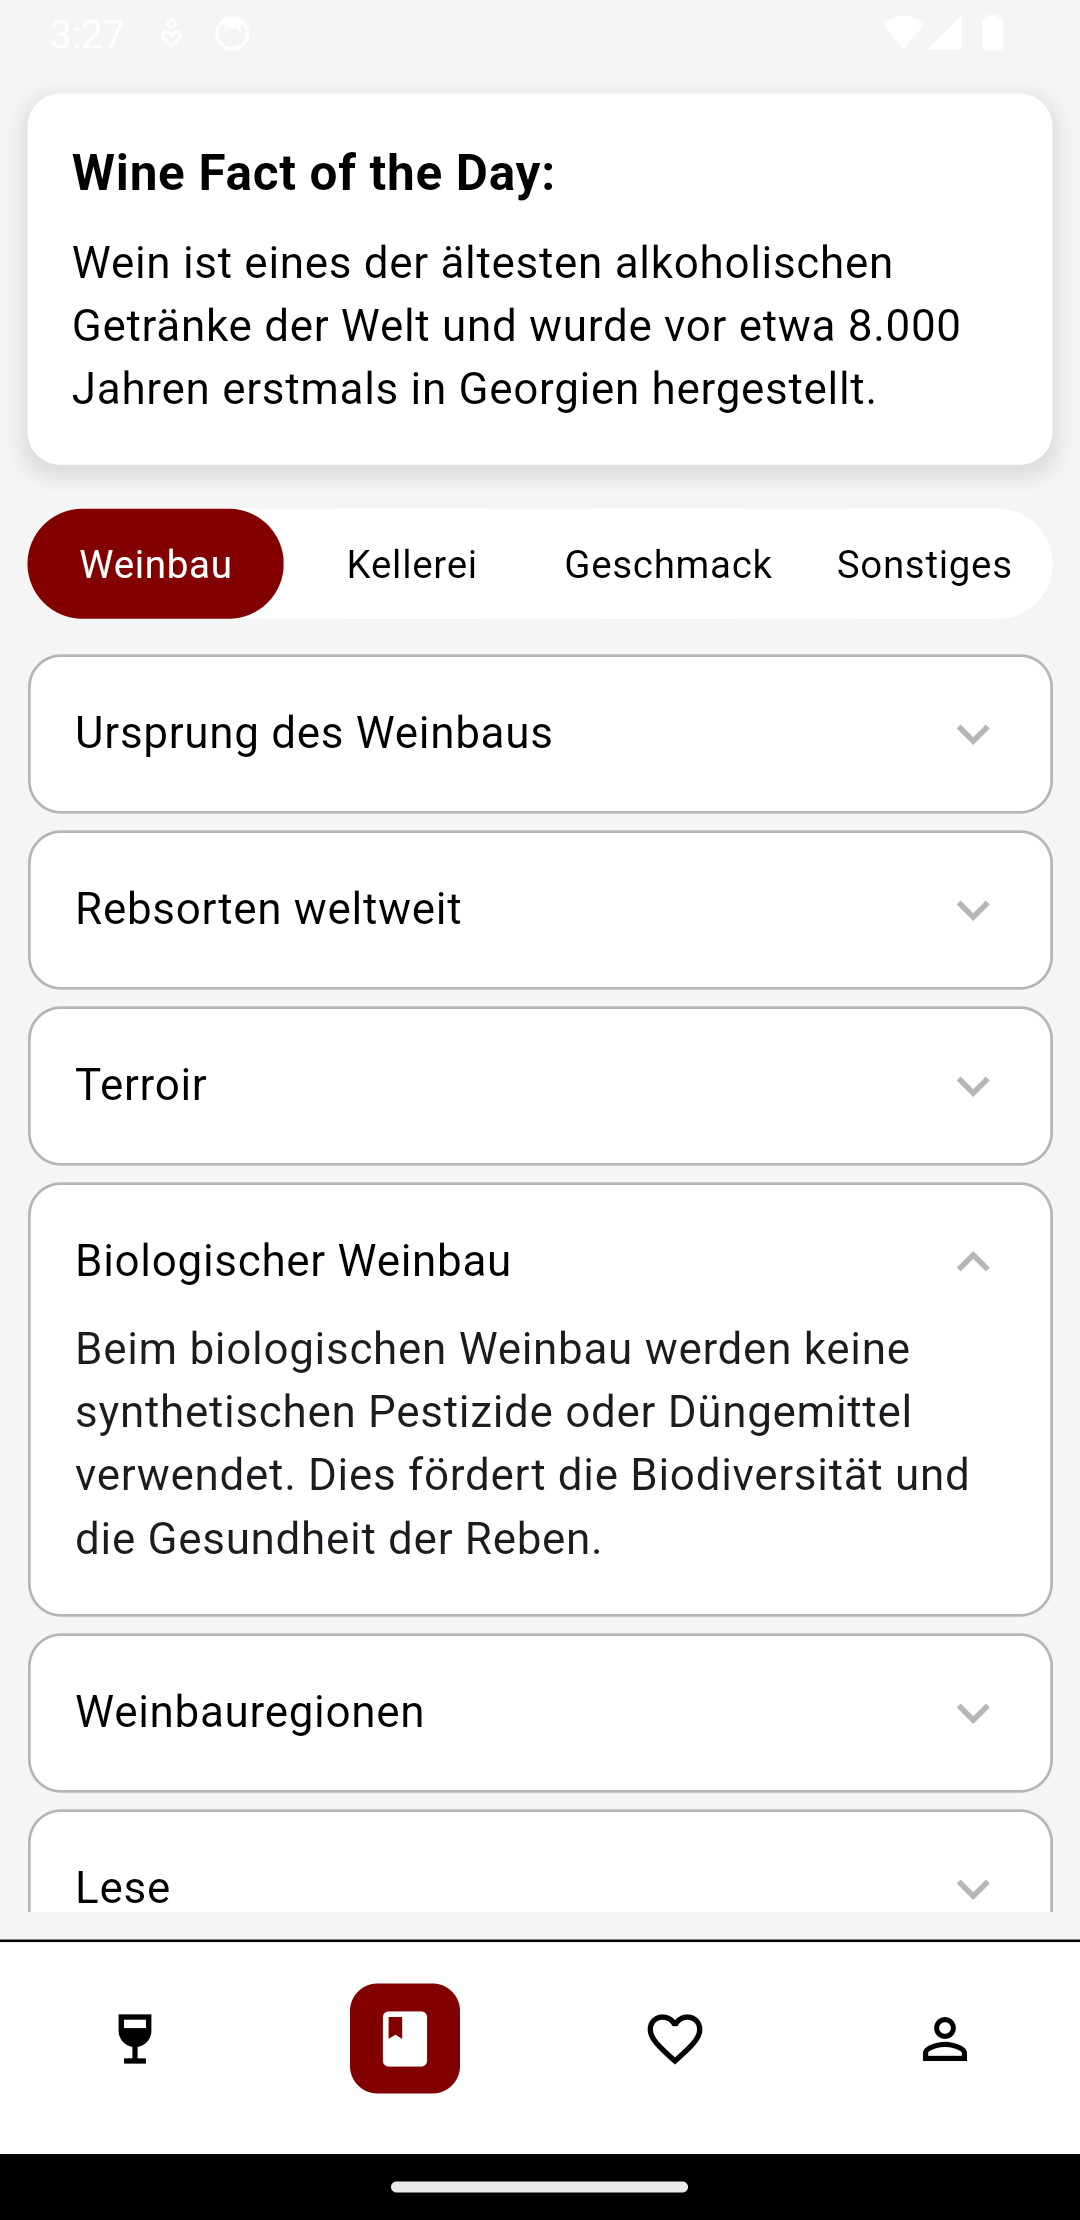 3:27
Wine Fact of the Day:
Wein ist eines der ältesten alkoholischen
Getränke der Welt und wurde vor etwa 8.000
Jahren erstmals in Georgien hergestellt.
Weinbau Kellerei Geschmack Sonstiges
Ursprung des Weinbaus
Rebsorten weltweit
Terroir
Biologischer Weinbau
Beim biologischen Weinbau werden keine
synthetischen Pestizide oder Düngemittel
verwendet. Dies fördert die Biodiversität und
die Gesundheit der Reben.
Weinbauregionen
Lese